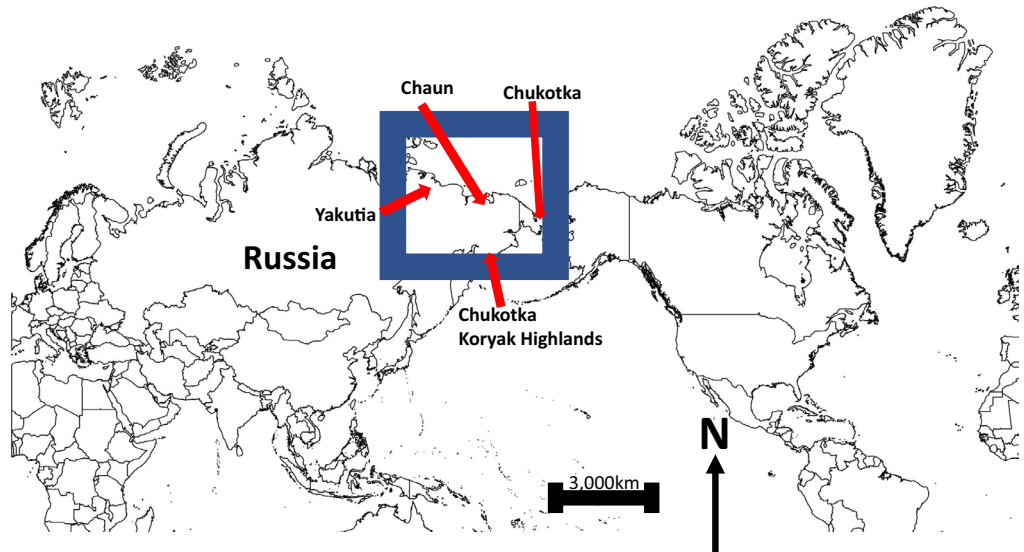 Chaun
Chukotka
Yakutia
Russia
Chukotka
Koryak Highlands
N
3,000km